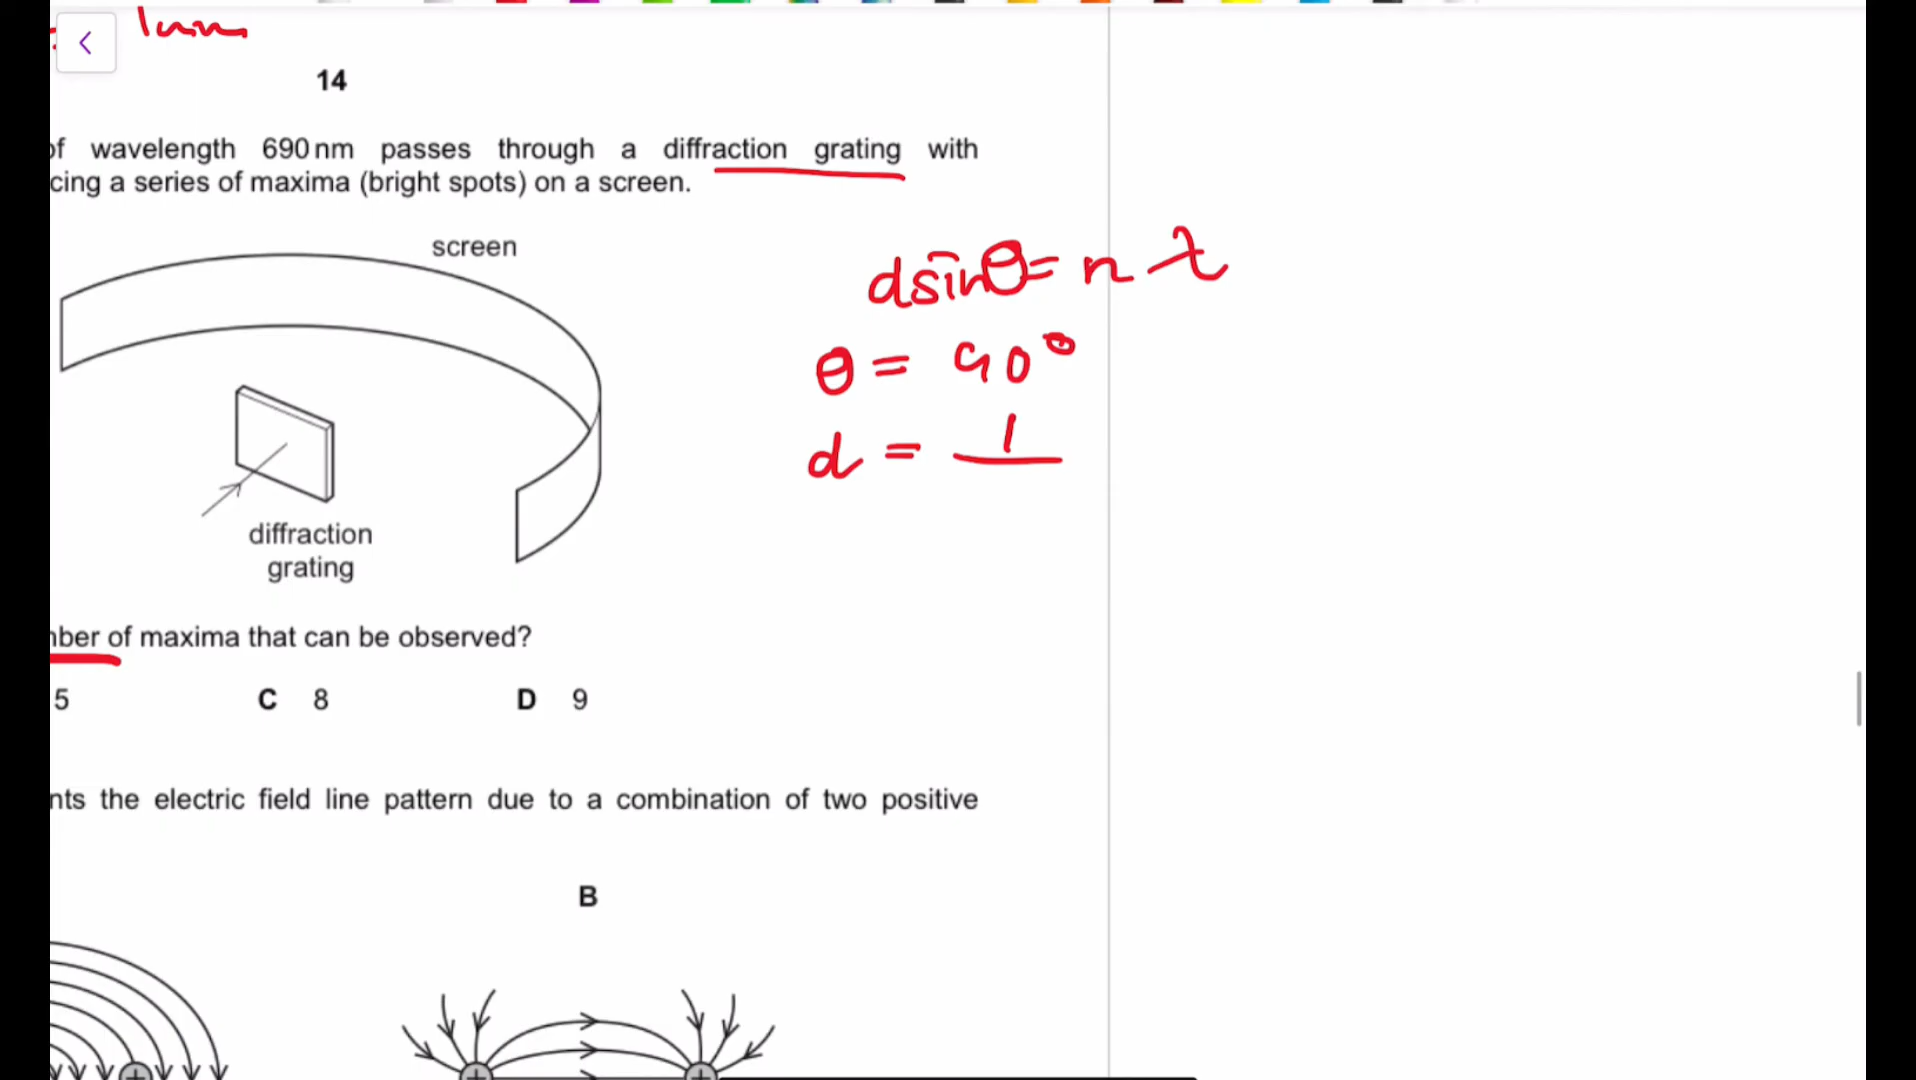 1mm
14
of wavelength 690 nm passes through a diffraction grating with
cing a series of maxima (bright spots) on a screen.
screen
dsinθ = n λ
θ = 90°
d = 1
diffraction
grating
nber of maxima that can be observed?
5 C 8 D 9
nts the electric field line pattern due to a combination of two positive
B
+ + +